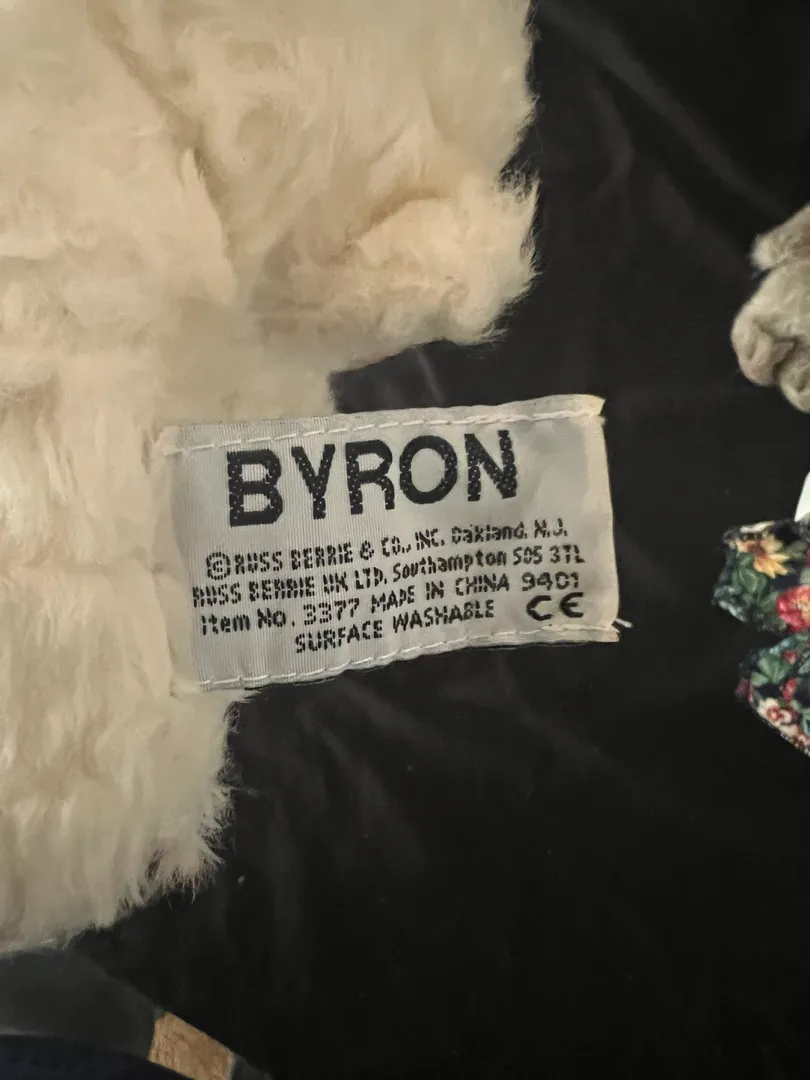 BYRON
© RUSS BERRIE & CO., INC. Oakland, N.J.
RUSS BERRIE UK LTD. Southampton SO5 3TL
Item No. 3377 MADE IN CHINA 9401
SURFACE WASHABLE CE